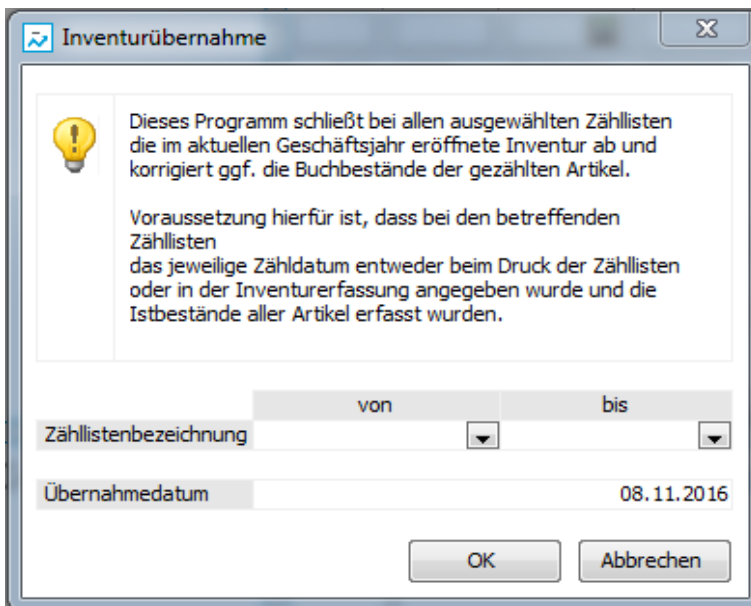 Inventurübernahme
Dieses Programm schließt bei allen ausgewählten Zähllisten
die im aktuellen Geschäftsjahr eröffnete Inventur ab und
korrigiert ggf. die Buchbestände der gezählten Artikel.
Voraussetzung hierfür ist, dass bei den betreffenden
Zähllisten
das jeweilige Zähldatum entweder beim Druck der Zähllisten
oder in der Inventurerfassung angegeben wurde und die
Istbestände aller Artikel erfasst wurden.
von bis
Zähllistenbezeichnung
Übernahmedatum 08.11.2016
OK Abbrechen